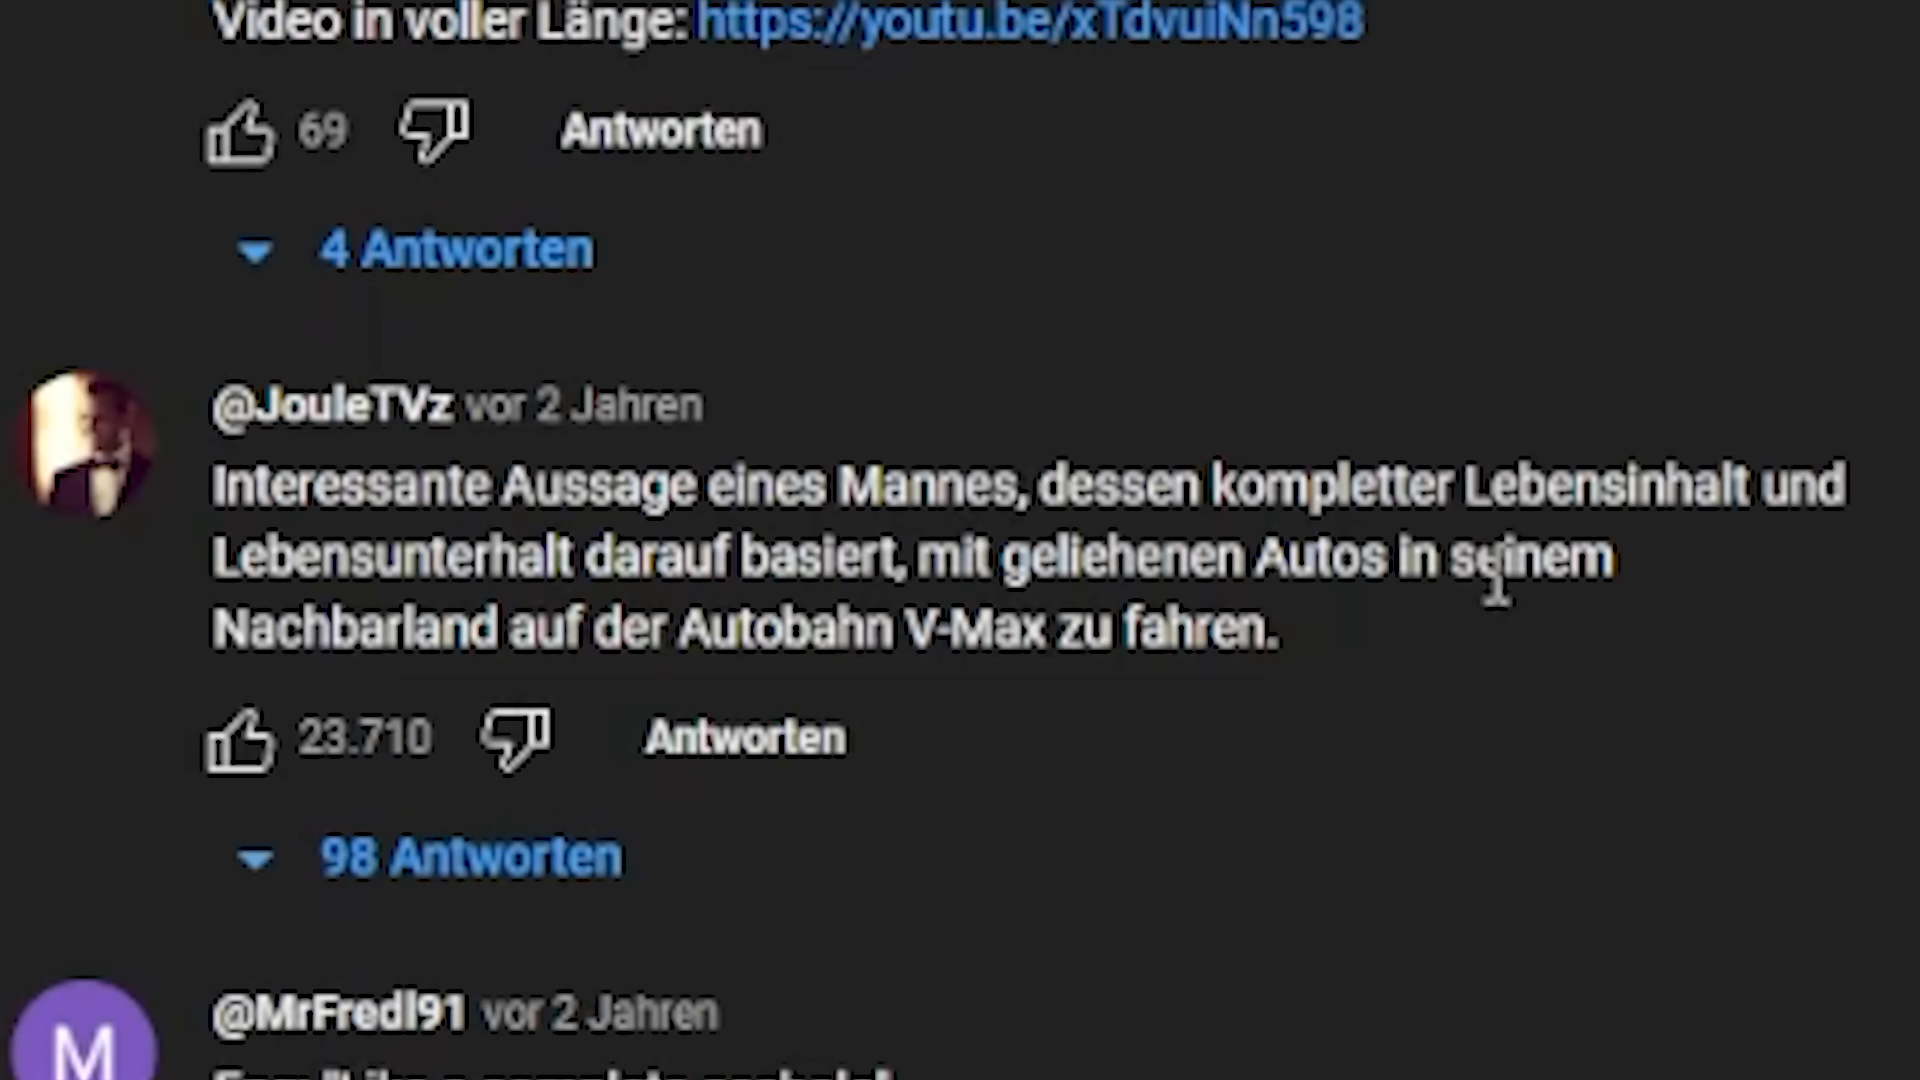 Video in voller Länge: https://youtu.be/xTdvuiNn598
69 Antworten
4 Antworten
@JouleTVz vor 2 Jahren
Interessante Aussage eines Mannes, dessen kompletter Lebensinhalt und
Lebensunterhalt darauf basiert, mit geliehenen Autos in seinem
Nachbarland auf der Autobahn V-Max zu fahren.
23.710 Antworten
98 Antworten
M
@MrFredl91 vor 2 Jahren